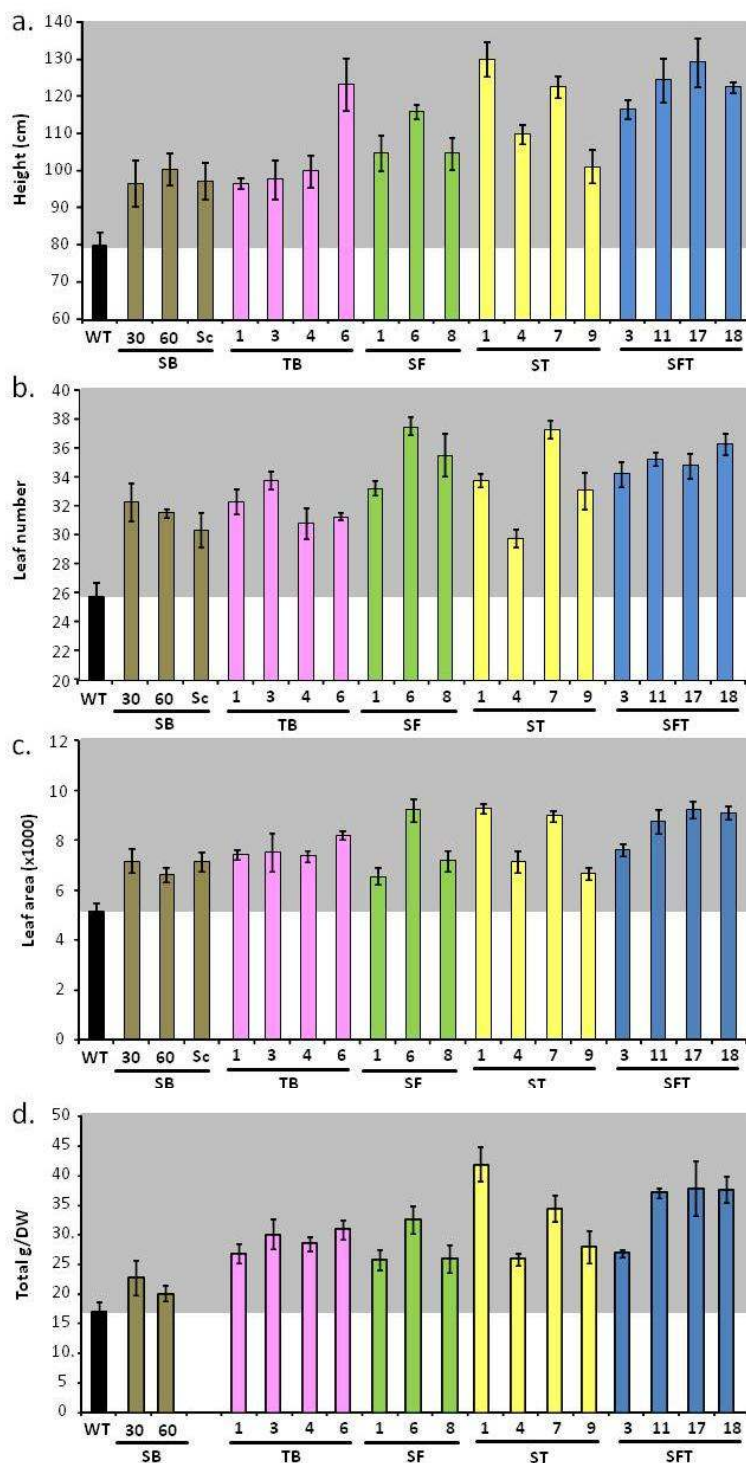 a.
Height (cm)
140
130
120
110
100
90
80
70
60
WT 30 60 Sc 1 3 4 6 1 6 8 1 4 7 9 3 11 17 18
SB TB SF ST SFT
b.
Leaf number
40
38
36
34
32
30
28
26
24
22
20
WT 30 60 Sc 1 3 4 6 1 6 8 1 4 7 9 3 11 17 18
SB TB SF ST SFT
c.
Leaf area (x1000)
12
10
8
6
4
2
0
WT 30 60 Sc 1 3 4 6 1 6 8 1 4 7 9 3 11 17 18
SB TB SF ST SFT
d.
Total g/DW
50
45
40
35
30
25
20
15
10
5
0
WT 30 60 1 3 4 6 1 6 8 1 4 7 9 3 11 17 18
SB TB SF ST SFT